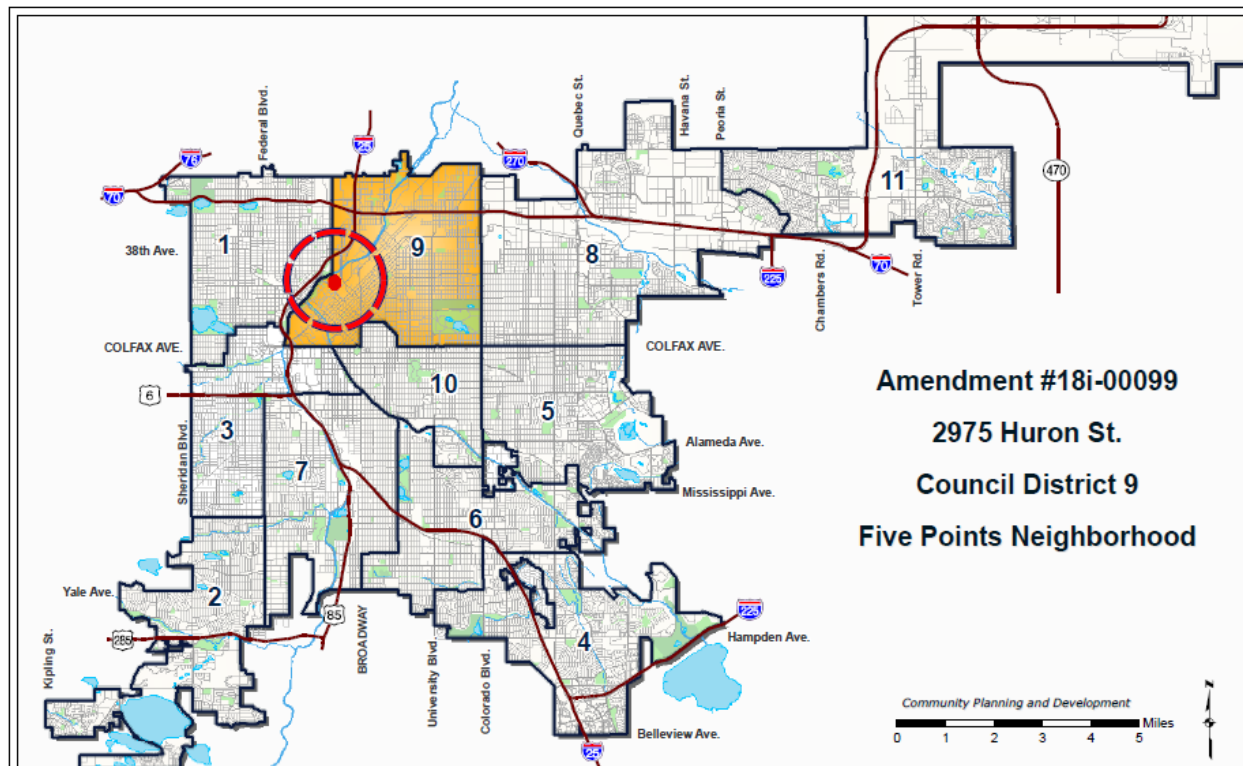 Federal Blvd.
Quebec St.
Havana St.
Peoria St.
76
25
270
70
470
11
1
9
8
38th Ave.
225
70
Chambers Rd.
Tower Rd.
COLFAX AVE.
COLFAX AVE.
6
10
5
3
Sheridan Blvd.
7
Alameda Ave.
Mississippi Ave.
6
Amendment #18i-00099
2975 Huron St.
Council District 9
Five Points Neighborhood
Yale Ave.
2
85
285
BROADWAY
University Blvd.
Colorado Blvd.
4
225
Hampden Ave.
Kipling St.
25
Belleview Ave.
Community Planning and Development
Miles
0 1 2 3 4 5
N